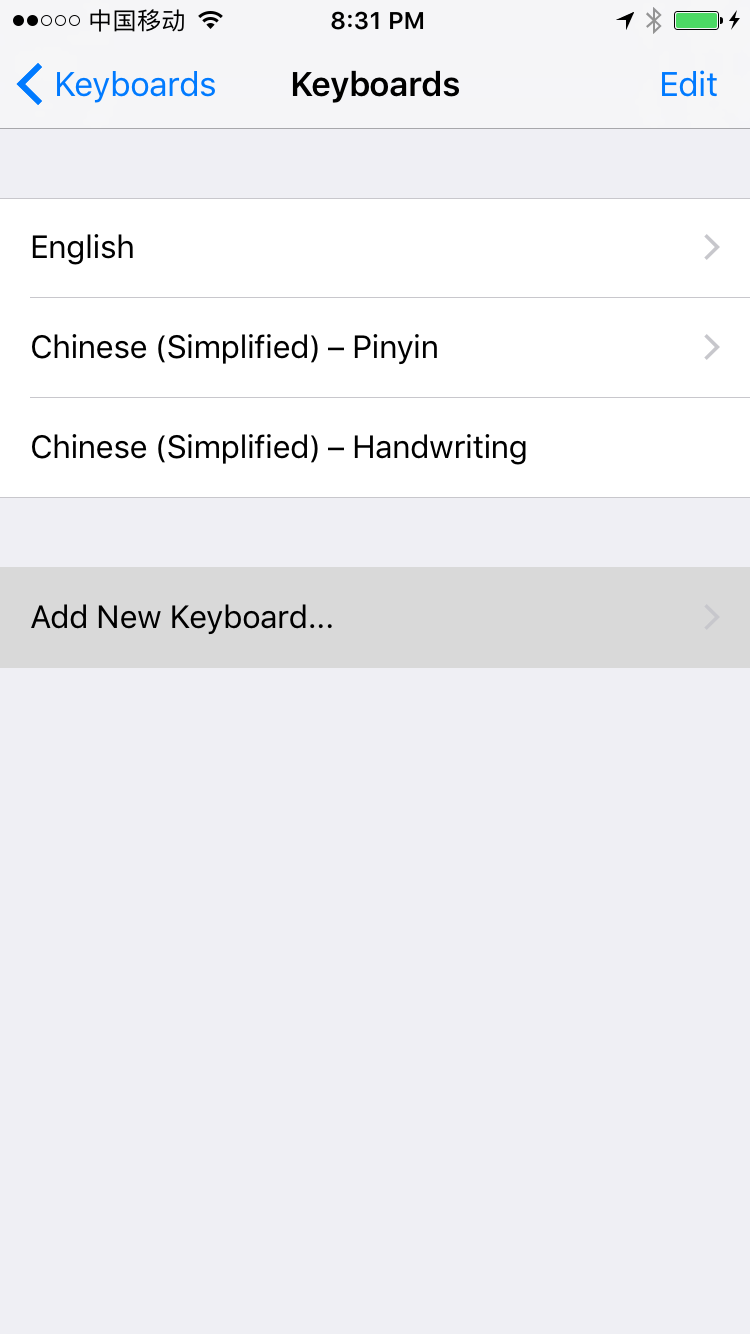 中国移动 8:31 PM
Keyboards Keyboards Edit
English
Chinese (Simplified) – Pinyin
Chinese (Simplified) – Handwriting
Add New Keyboard...